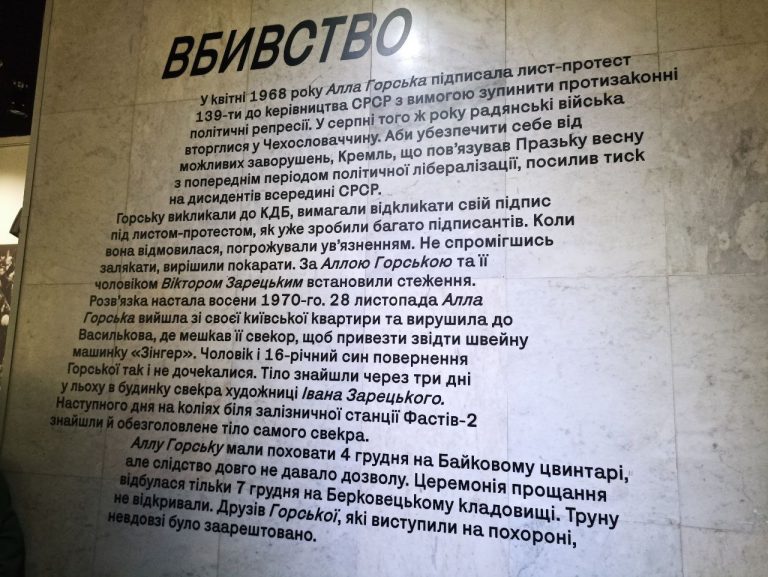 ВБИВСТВО
У квітні 1968 року Алла Горська підписала лист-протест
139-ти до керівництва СРСР з вимогою зупинити протизаконні
політичні репресії. У серпні того ж року радянські війська
вторглися у Чехословаччину. Аби убезпечити себе від
можливих заворушень, Кремль, що пов'язував Празьку весну
з попереднім періодом політичної лібералізації, посилив тиск
на дисидентів всередині СРСР.
Горську викликали до КДБ, вимагали відкликати свій підпис
під листом-протестом, як уже зробили багато підписантів. Коли
вона відмовилася, погрожували ув'язненням. Не спромігшись
залякати, вирішили покарати. За Аллою Горською та її
чоловіком Віктором Зарецьким встановили стеження.
Розв'язка настала восени 1970-го. 28 листопада Алла
Горська вийшла зі своєї київської квартири та вирушила до
Василькова, де мешкав її свекор, щоб привезти звідти швейну
машинку «Зінгер». Чоловік і 16-річний син повернення
Горської так і не дочекалися. Тіло знайшли через три дні
у льоху в будинку свекра художниці Івана Зарецького.
Наступного дня на коліях біля залізничної станції Фастів-2
знайшли й обезголовлене тіло самого свекра.
Аллу Горську мали поховати 4 грудня на Байковому цвинтарі,
але слідство довго не давало дозволу. Церемонія прощання
відбулася тільки 7 грудня на Берковецькому кладовищі. Труну
не відкривали. Друзів Горської, які виступили на похороні,
невдовзі було заарештовано.